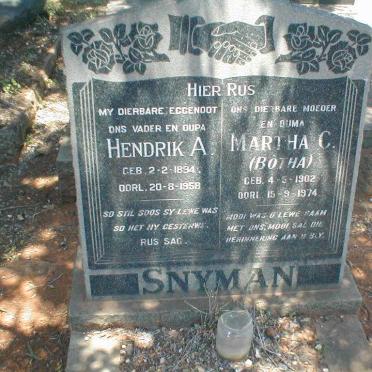 HIER RUS
MY DIERBARE EGGENOOT
ONS VADER EN OUPA
HENDRIK A.
GEB. 2-2-1894.
OORL. 20-8-1958
SO STIL SOOS SY LEWE WAS
SO HET HY GESTERWE.
RUS SAG.
ONS DIERBARE MOEDER
EN OUMA
MARTHA C.
(BOTHA)
GEB. 4-5-1902
OORL. 15-9-1974.
MOOI WAS U LEWE SAAM
MET ONS, MOOI SAL DIE
HERINNERING AAN U BLY.
SNYMAN